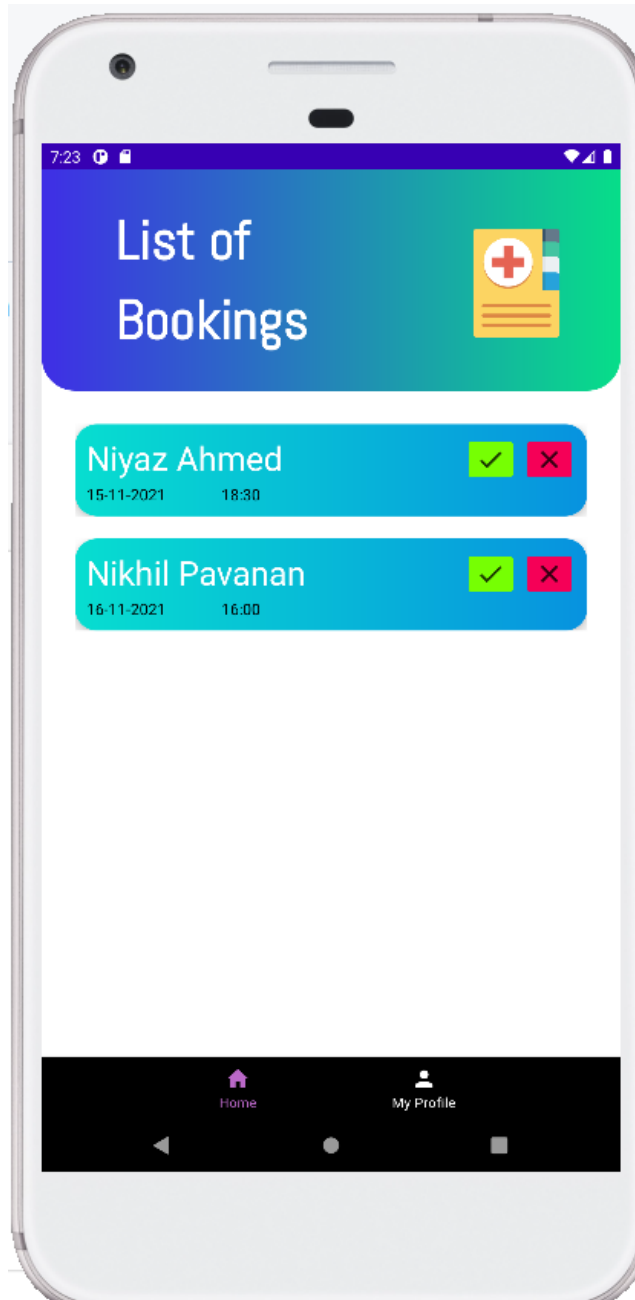 7:23
List of
Bookings
Niyaz Ahmed
15-11-2021 18:30
Nikhil Pavanan
16-11-2021 16:00
Home My Profile